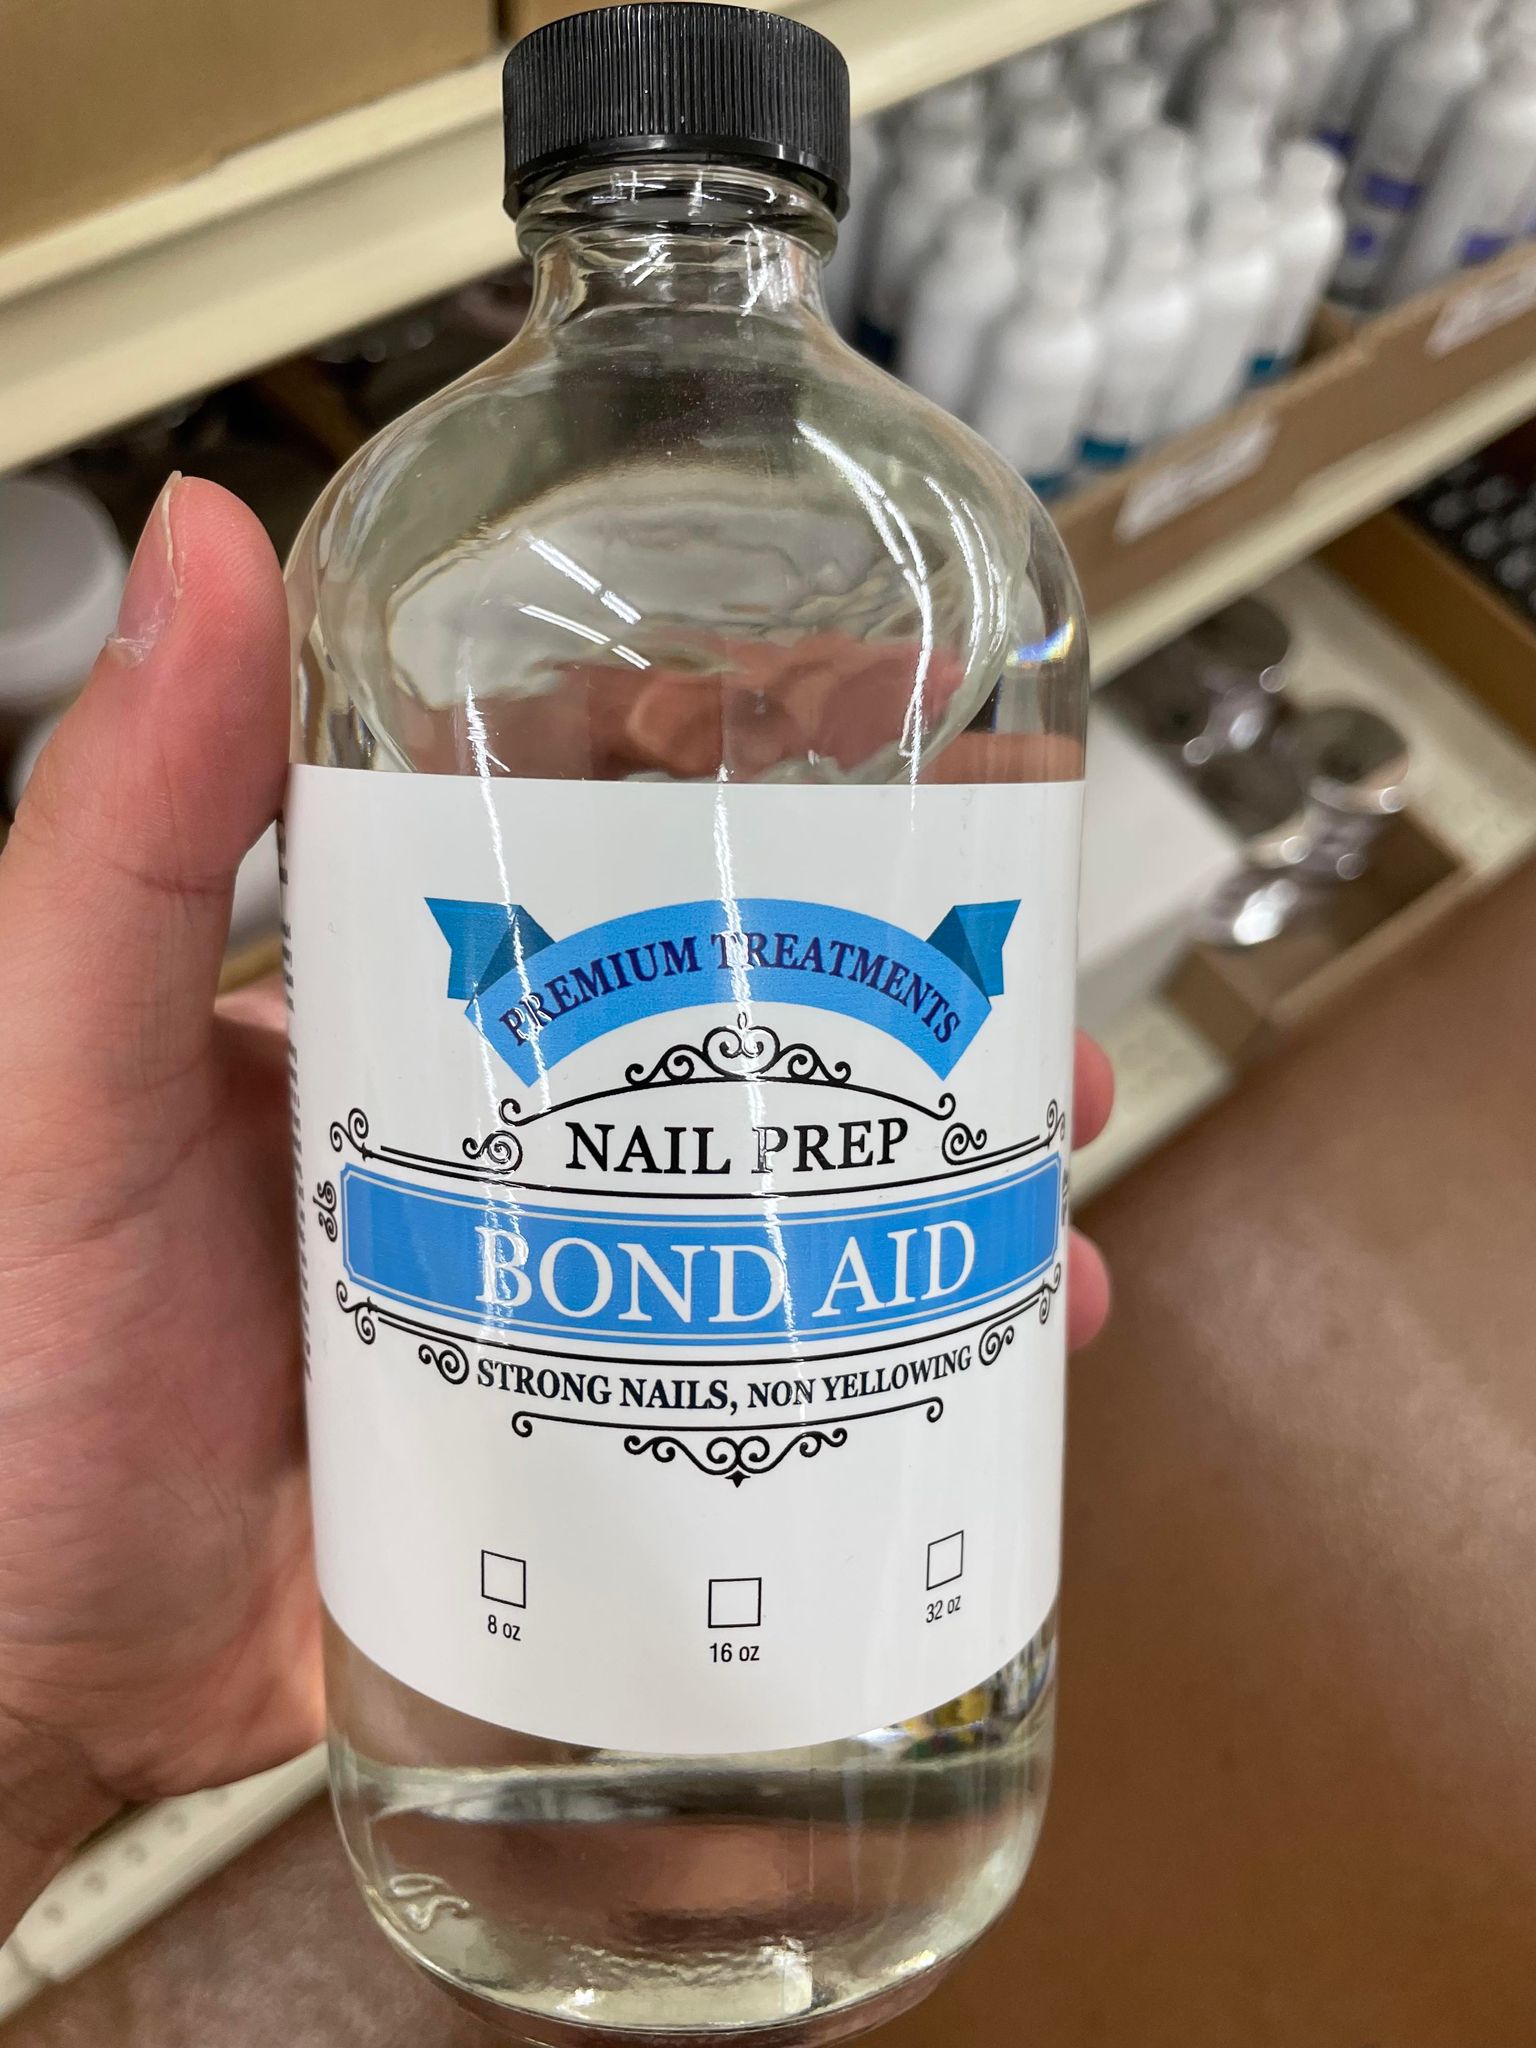 PREMIUM TREATMENTS
NAIL PREP
BOND AID
STRONG NAILS, NON YELLOWING
8 oz
16 oz
32 oz